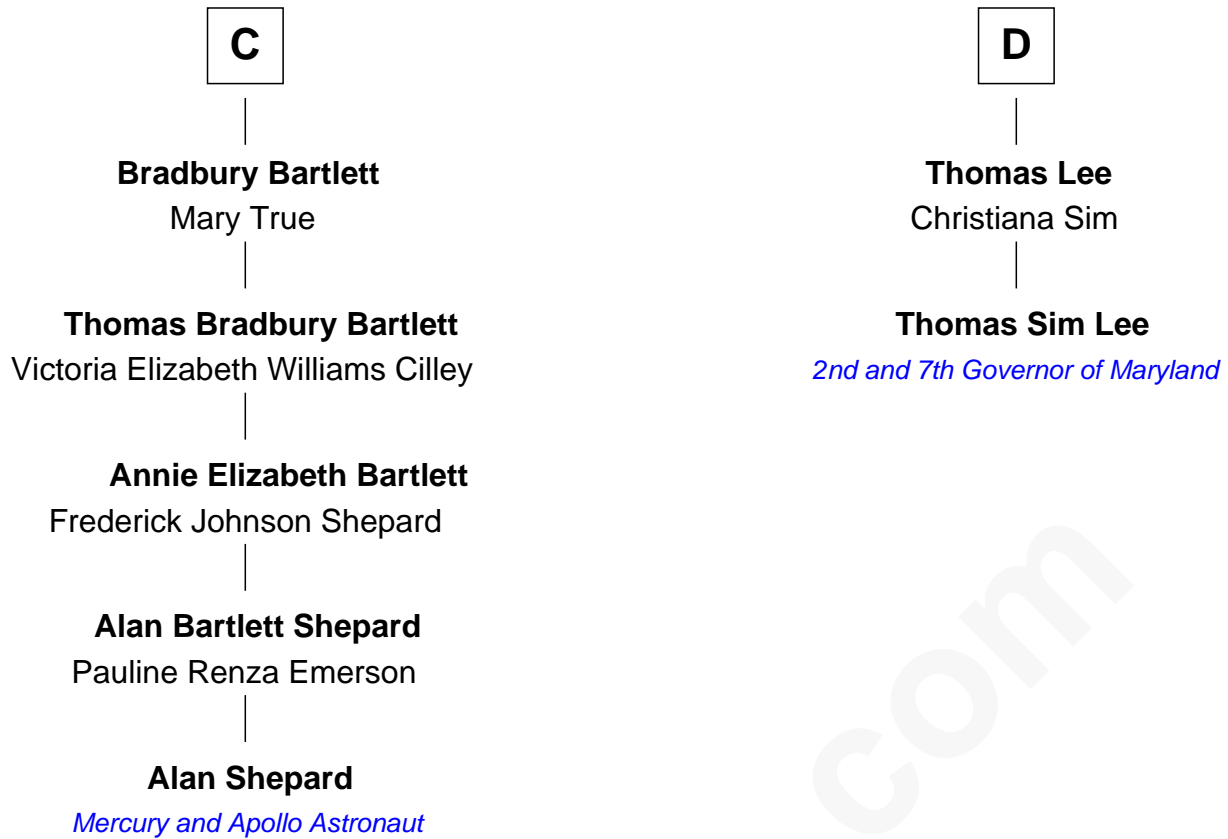 C
Bradbury Bartlett
Mary True
Thomas Bradbury Bartlett
Victoria Elizabeth Williams Cilley
Annie Elizabeth Bartlett
Frederick Johnson Shepard
Alan Bartlett Shepard
Pauline Renza Emerson
Alan Shepard
Mercury and Apollo Astronaut
D
Thomas Lee
Christiana Sim
Thomas Sim Lee
2nd and 7th Governor of Maryland
com